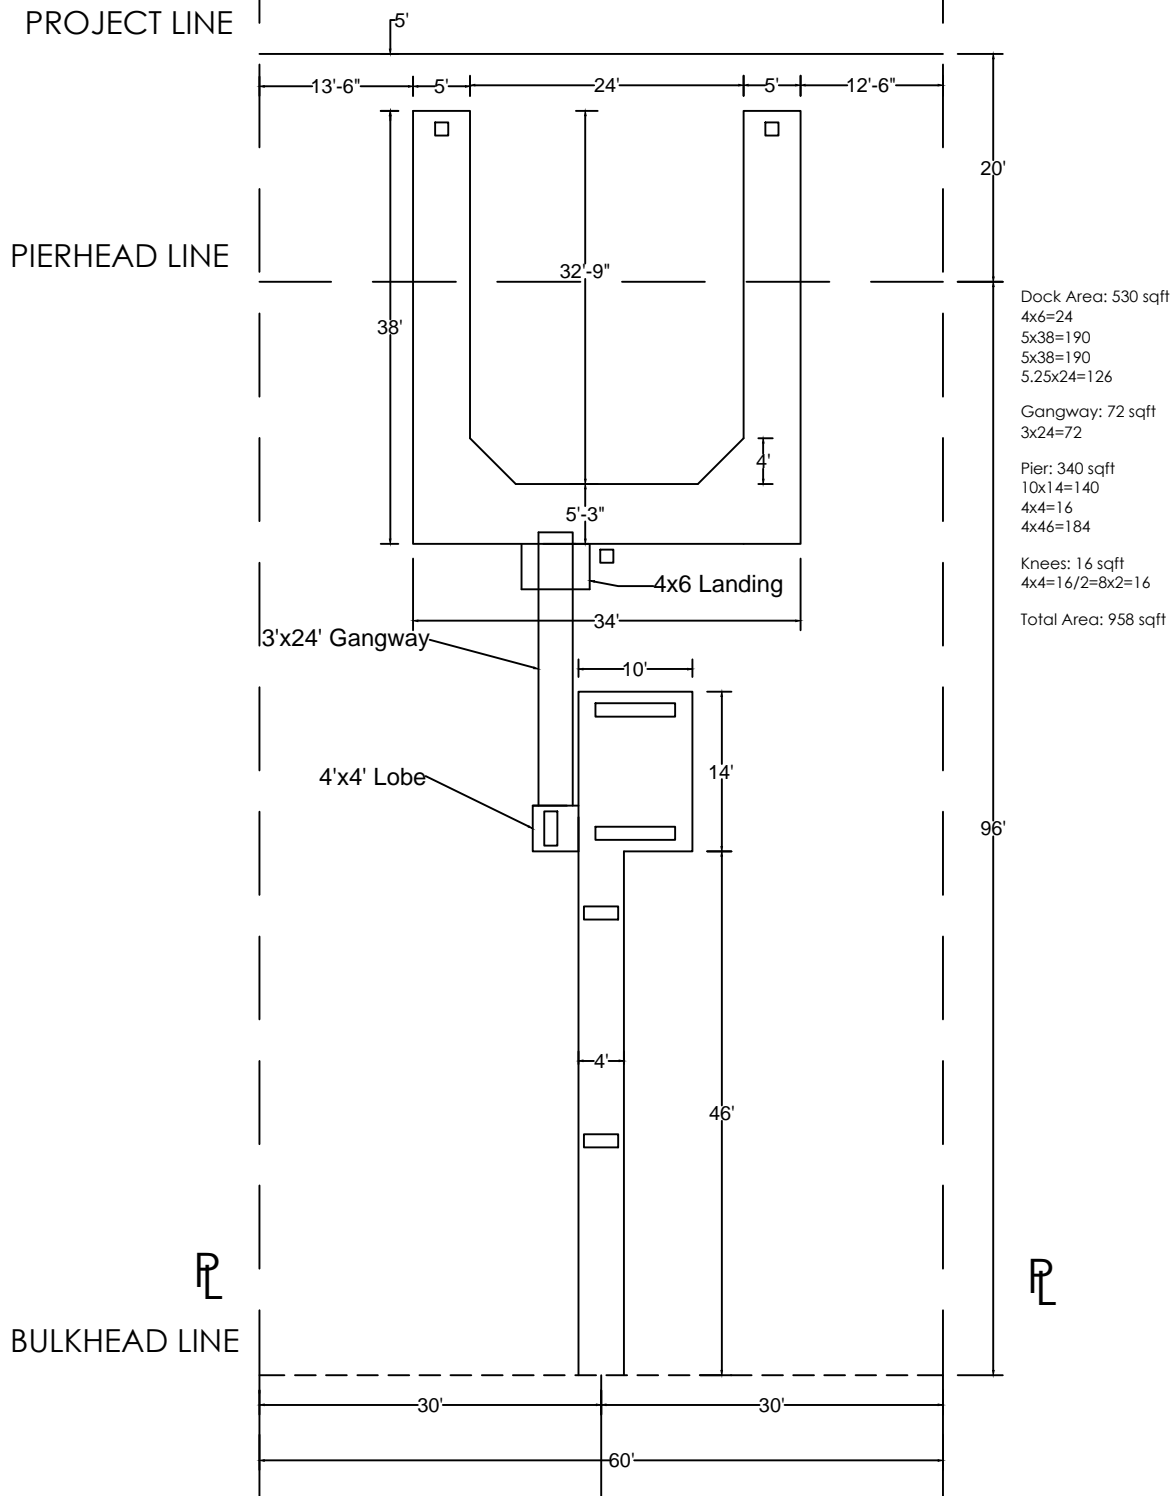 PROJECT LINE
5'
13'-6"
5'
24'
5'
12'-6"
20'
PIERHEAD LINE
32'-9"
38'
Dock Area: 530 sqft
4x6=24
5x38=190
5x38=190
5.25x24=126
Gangway: 72 sqft
3x24=72
Pier: 340 sqft
10x14=140
4x4=16
4x46=184
Knees: 16 sqft
4x4=16/2=8x2=16
Total Area: 958 sqft
4'
5'-3"
4x6 Landing
34'
3'x24' Gangway
10'
14'
4'x4' Lobe
96'
4'
46'
PL
PL
BULKHEAD LINE
30'
30'
60'